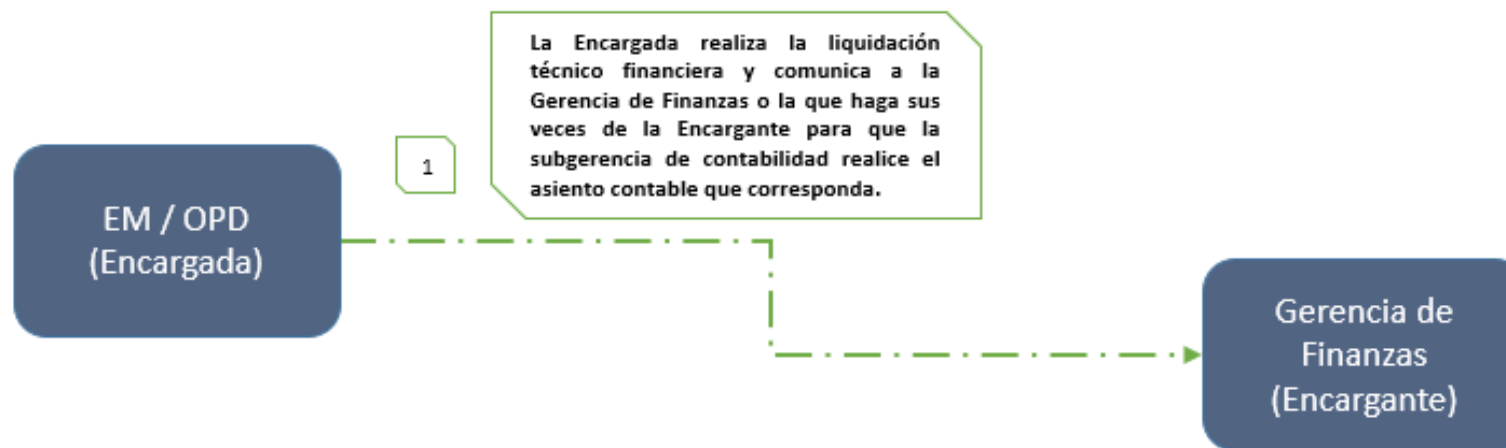 La Encargada realiza la liquidación
técnico financiera y comunica a la
Gerencia de Finanzas o la que haga sus
veces de la Encargante para que la
subgerencia de contabilidad realice el
asiento contable que corresponda.
1
EM / OPD
(Encargada)
Gerencia de
Finanzas
(Encargante)